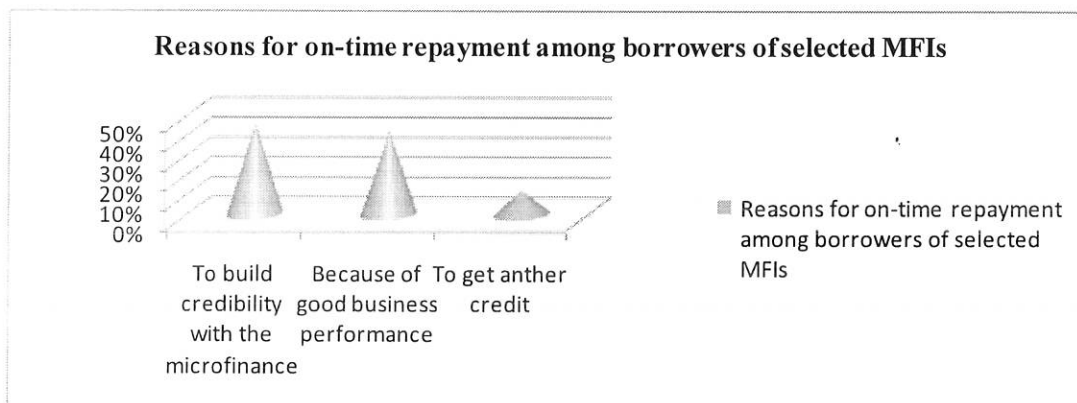 Reasons for on-time repayment among borrowers of selected MFIs
50%
40%
30%
20%
10%
0%
To build
credibility
with the
microfinance
Because of
good business
performance
To get anther
credit
Reasons for on-time repayment
among borrowers of selected
MFIs